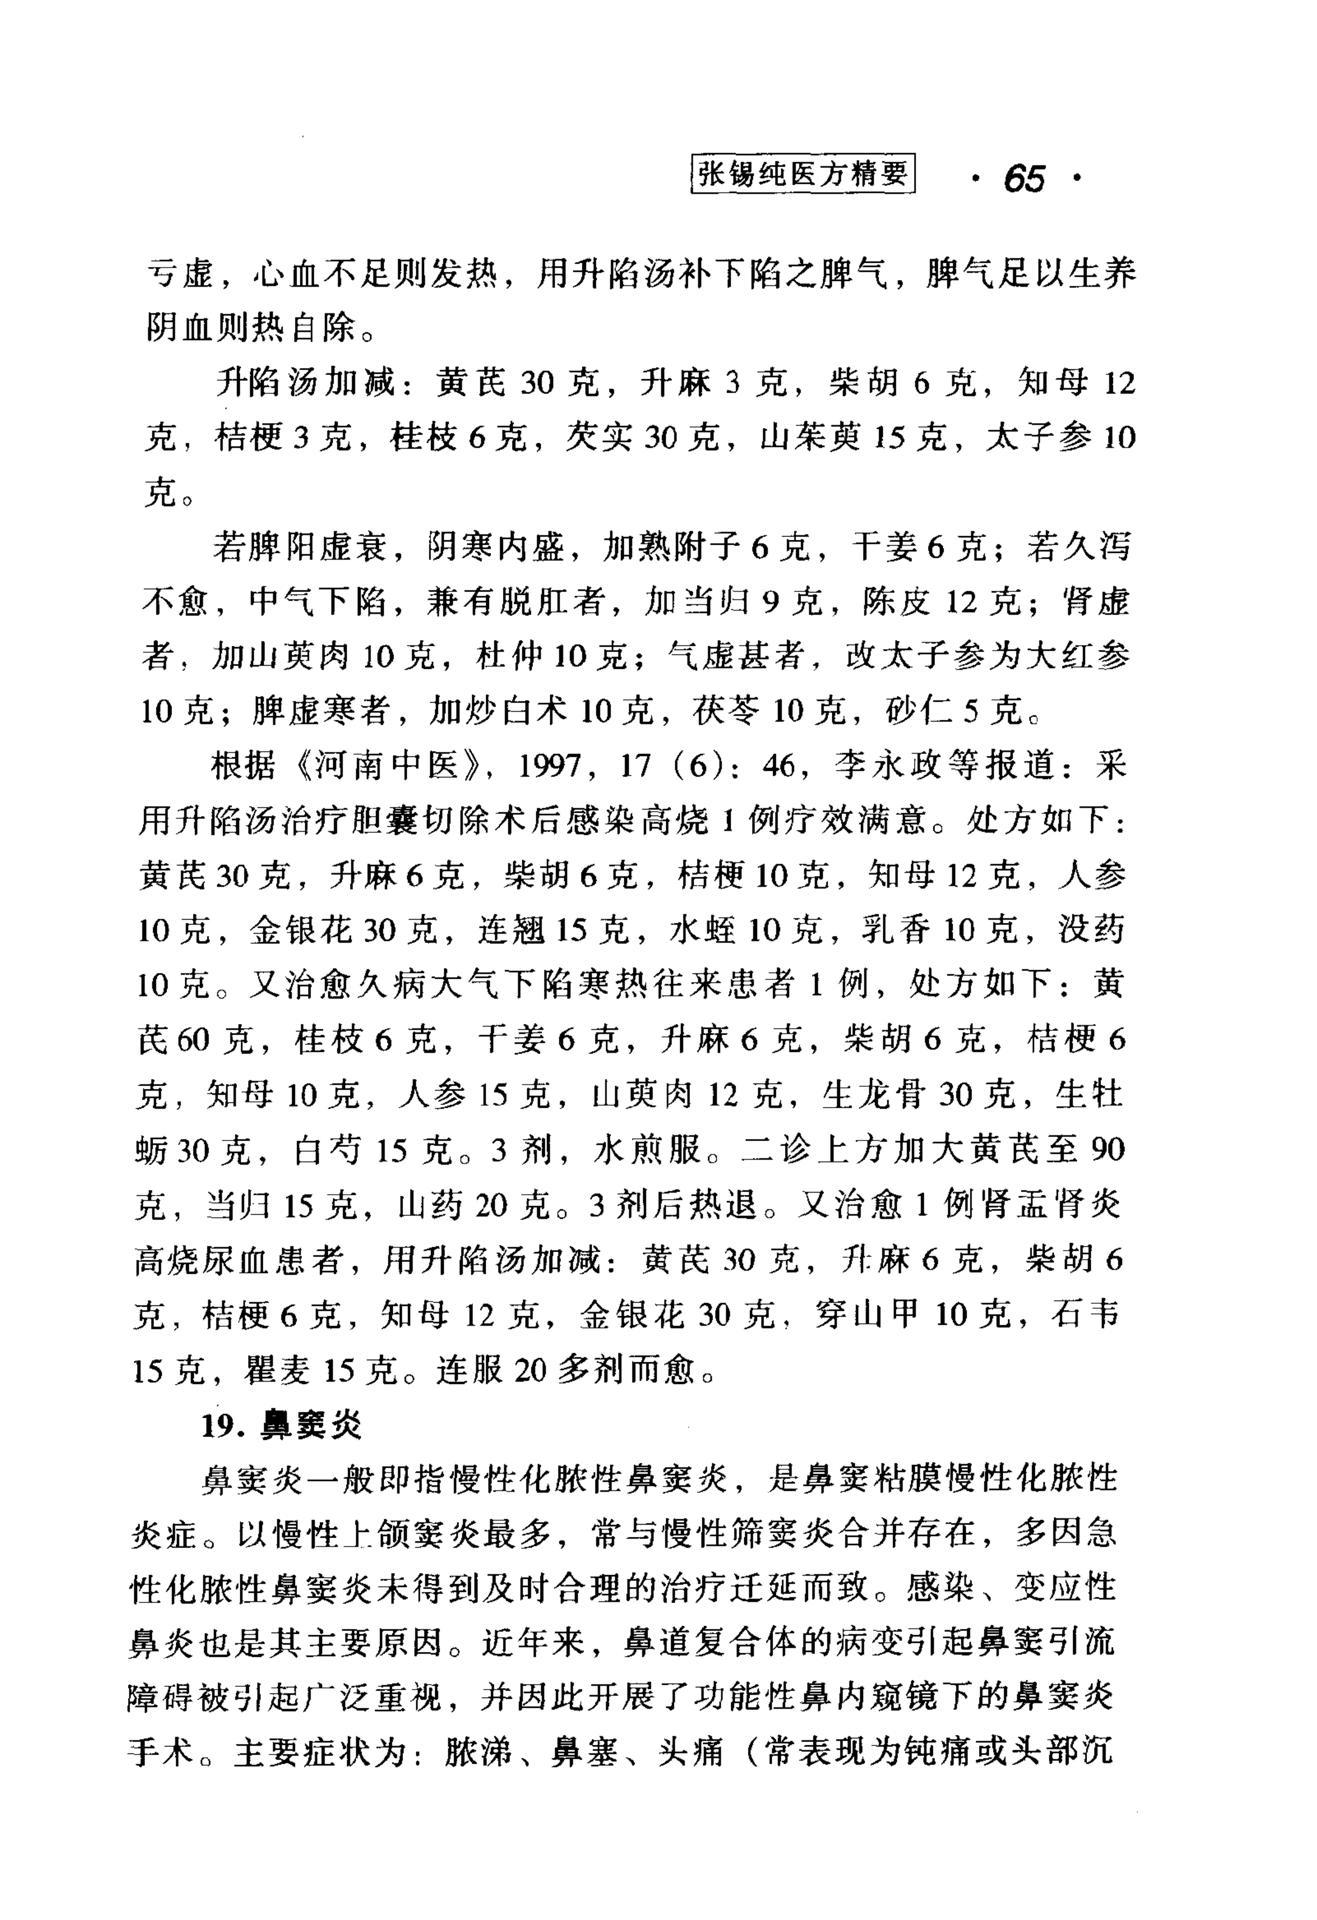 张锡纯医方精要 · 65 ·
亏虚，心血不足则发热，用升陷汤补下陷之脾气，脾气足以生养
阴血则热自除。
升陷汤加减：黄芪 30 克，升麻 3 克，柴胡 6 克，知母 12
克，桔梗 3 克，桂枝 6 克，芡实 30 克，山茱萸 15 克，太子参 10
克。
若脾阳虚衰，阴寒内盛，加熟附子 6 克，干姜 6 克；若久泻
不愈，中气下陷，兼有脱肛者，加当归 9 克，陈皮 12 克；肾虚
者，加山萸肉 10 克，杜仲 10 克；气虚甚者，改太子参为大红参
10 克；脾虚寒者，加炒白术 10 克，茯苓 10 克，砂仁 5 克。
根据《河南中医》，1997，17（6）：46，李永政等报道：采
用升陷汤治疗胆囊切除术后感染高烧 1 例疗效满意。处方如下：
黄芪 30 克，升麻 6 克，柴胡 6 克，桔梗 10 克，知母 12 克，人参
10 克，金银花 30 克，连翘 15 克，水蛭 10 克，乳香 10 克，没药
10 克。又治愈久病大气下陷寒热往来患者 1 例，处方如下：黄
芪 60 克，桂枝 6 克，干姜 6 克，升麻 6 克，柴胡 6 克，桔梗 6
克，知母 10 克，人参 15 克，山萸肉 12 克，生龙骨 30 克，生牡
蛎 30 克，白芍 15 克。3 剂，水煎服。二诊上方加大黄芪至 90
克，当归 15 克，山药 20 克。3 剂后热退。又治愈 1 例肾盂肾炎
高烧尿血患者，用升陷汤加减：黄芪 30 克，升麻 6 克，柴胡 6
克，桔梗 6 克，知母 12 克，金银花 30 克，穿山甲 10 克，石韦
15 克，瞿麦 15 克。连服 20 多剂而愈。
19. 鼻窦炎
鼻窦炎一般即指慢性化脓性鼻窦炎，是鼻窦粘膜慢性化脓性
炎症。以慢性上颌窦炎最多，常与慢性筛窦炎合并存在，多因急
性化脓性鼻窦炎未得到及时合理的治疗迁延而致。感染、变应性
鼻炎也是其主要原因。近年来，鼻道复合体的病变引起鼻窦引流
障碍被引起广泛重视，并因此开展了功能性鼻内窥镜下的鼻窦炎
手术。主要症状为：脓涕、鼻塞、头痛（常表现为钝痛或头部沉